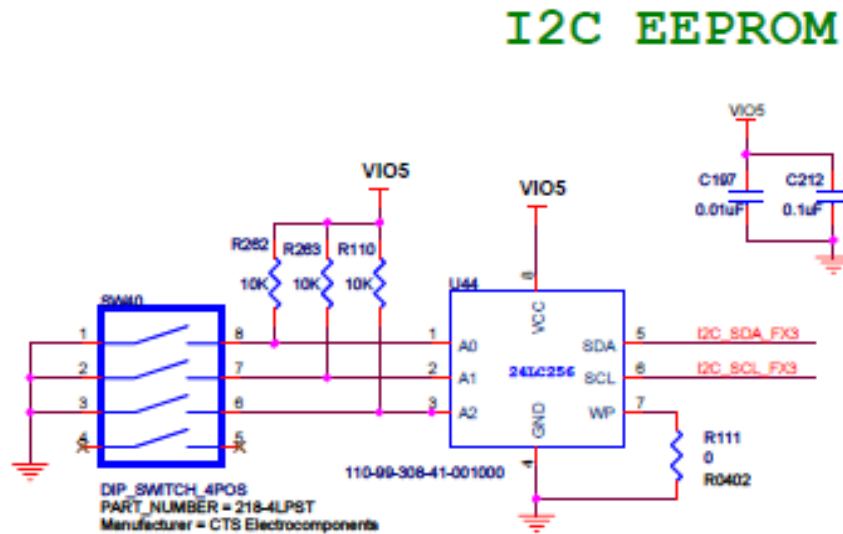 I2C EEPROM
VIO5
C197
C212
0.01uF
0.1uF
VIO5
VIO5
R262
R263
R110
10K
10K
10K
SW40
U44
1
8
2
7
3
6
4
5
1
A0
2
A1
3
A2
8
VCC
24LC256
SDA
5
I2C_SDA_FX3
SCL
6
I2C_SCL_FX3
WP
7
GND
4
R111
0
R0402
110-99-308-41-001000
DIP_SWITCH_4POS
PART_NUMBER = 218-4LPST
Manufacturer = CTS Electrocomponents